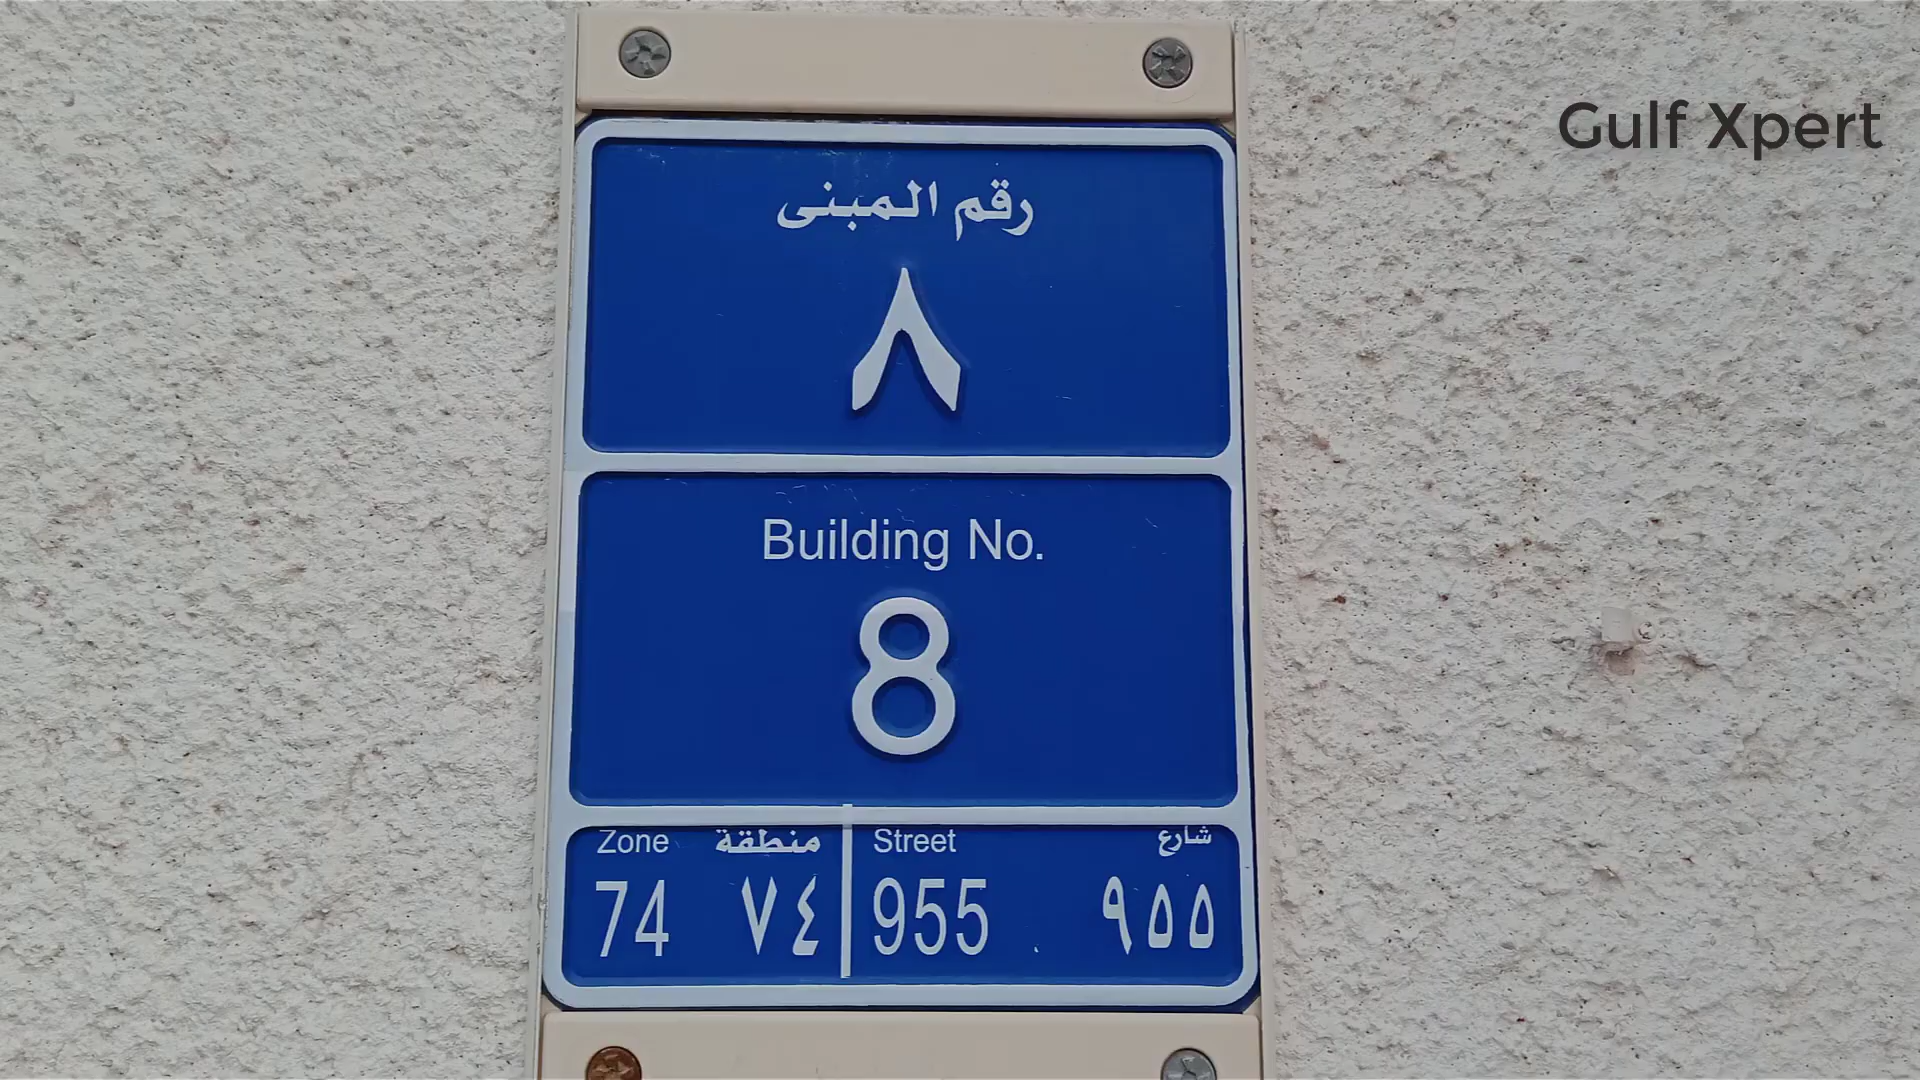 Gulf Xpert
رقم المبنى
٨
Building No.
8
Zone منطقة Street شارع
74 ٧٤ 955 ٩٥٥